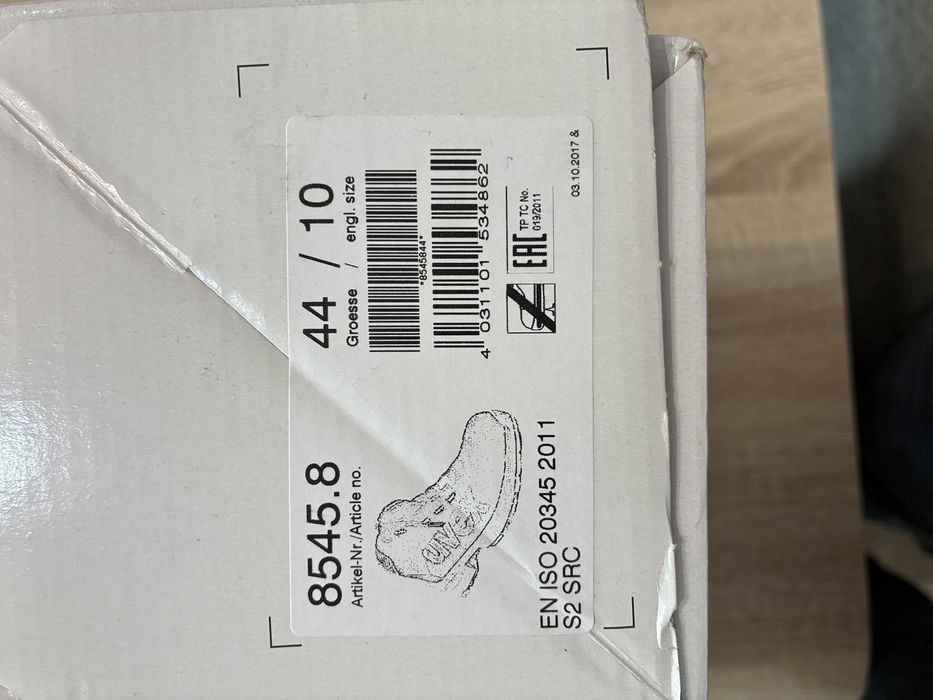 8545.8
Artikel-Nr./Article no.
44 / 10
Groesse / engl. size
*8545844*
4 031101 534862
uvex
EAC
TP TC No.
019/2011
EN ISO 20345 2011
S2 SRC
03.10.2017 &